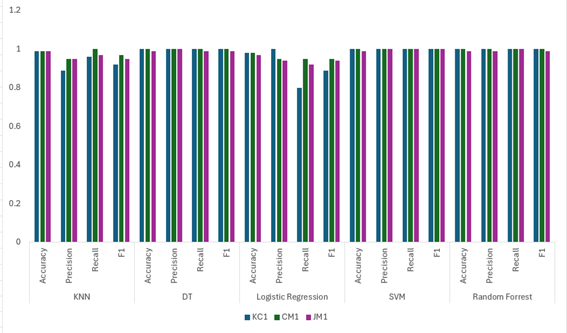 1.2
1
0.8
0.6
0.4
0.2
0
Accuracy Precision Recall F1 Accuracy Precision Recall F1 Accuracy Precision Recall F1 Accuracy Precision Recall F1 Accuracy Precision Recall F1
KNN DT Logistic Regression SVM Random Forrest
KC1 CM1 JM1